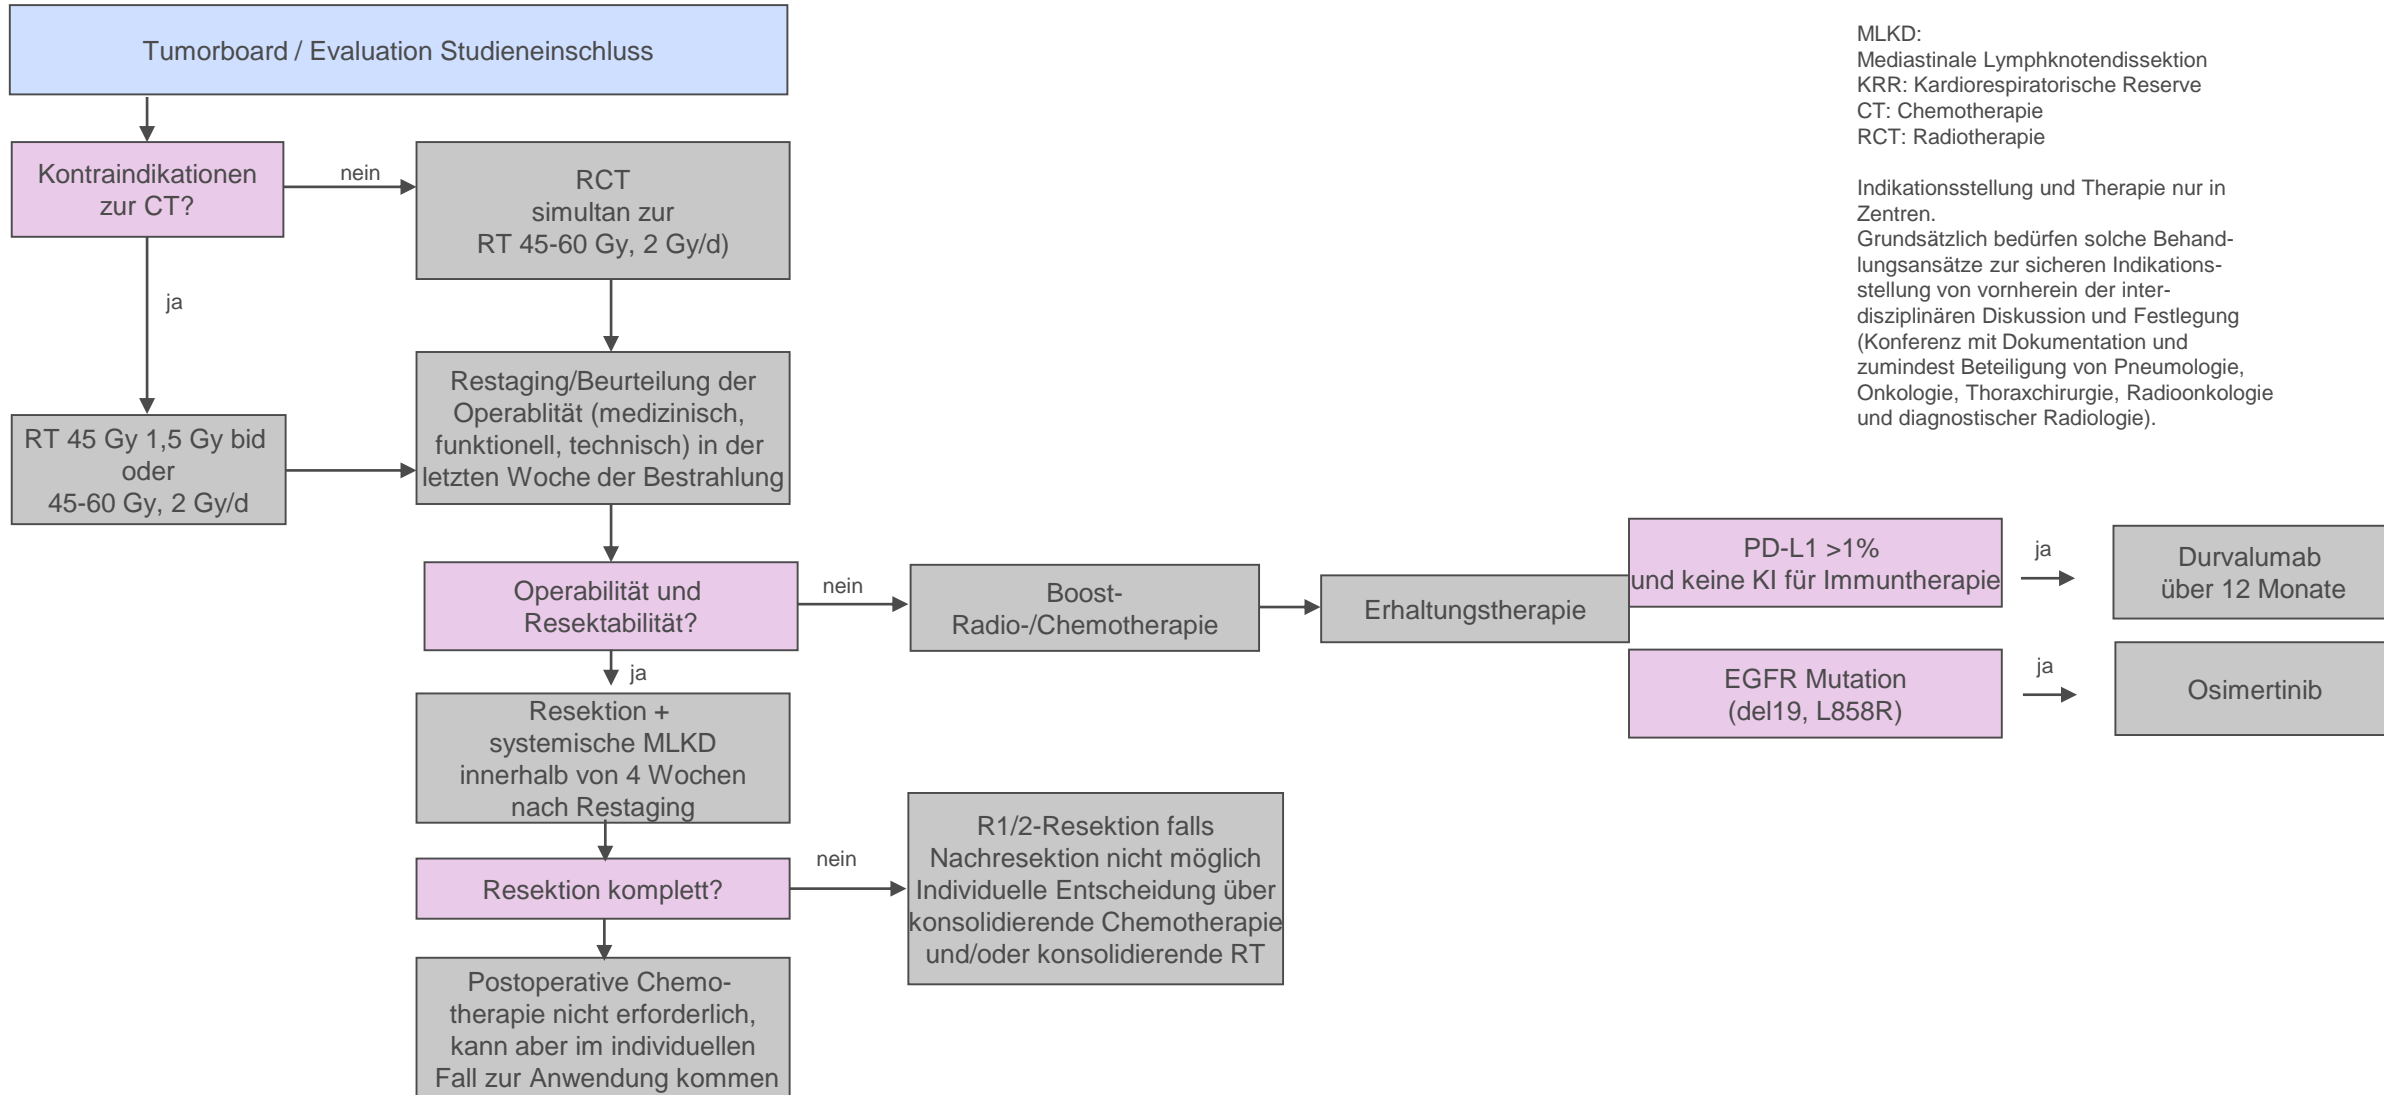 Tumorboard / Evaluation Studieneinschluss
MLKD:
Mediastinale Lymphknotendissektion
KRR: Kardiorespiratorische Reserve
CT: Chemotherapie
RCT: Radiotherapie
Indikationsstellung und Therapie nur in
Zentren.
Grundsätzlich bedürfen solche Behand-
lungsansätze zur sicheren Indikations-
stellung von vornherein der inter-
disziplinären Diskussion und Festlegung
(Konferenz mit Dokumentation und
zumindest Beteiligung von Pneumologie,
Onkologie, Thoraxchirurgie, Radioonkologie
und diagnostischer Radiologie).
Kontraindikationen
zur CT?
nein
RCT
simultan zur
RT 45-60 Gy, 2 Gy/d)
ja
RT 45 Gy 1,5 Gy bid
oder
45-60 Gy, 2 Gy/d
Restaging/Beurteilung der
Operablität (medizinisch,
funktionell, technisch) in der
letzten Woche der Bestrahlung
Operabilität und
Resektabilität?
nein
Boost-
Radio-/Chemotherapie
Erhaltungstherapie
PD-L1 >1%
und keine KI für Immuntherapie
ja
Durvalumab
über 12 Monate
EGFR Mutation
(del19, L858R)
ja
Osimertinib
ja
Resektion +
systemische MLKD
innerhalb von 4 Wochen
nach Restaging
Resektion komplett?
nein
R1/2-Resektion falls
Nachresektion nicht möglich
Individuelle Entscheidung über
konsolidierende Chemotherapie
und/oder konsolidierende RT
Postoperative Chemo-
therapie nicht erforderlich,
kann aber im individuellen
Fall zur Anwendung kommen